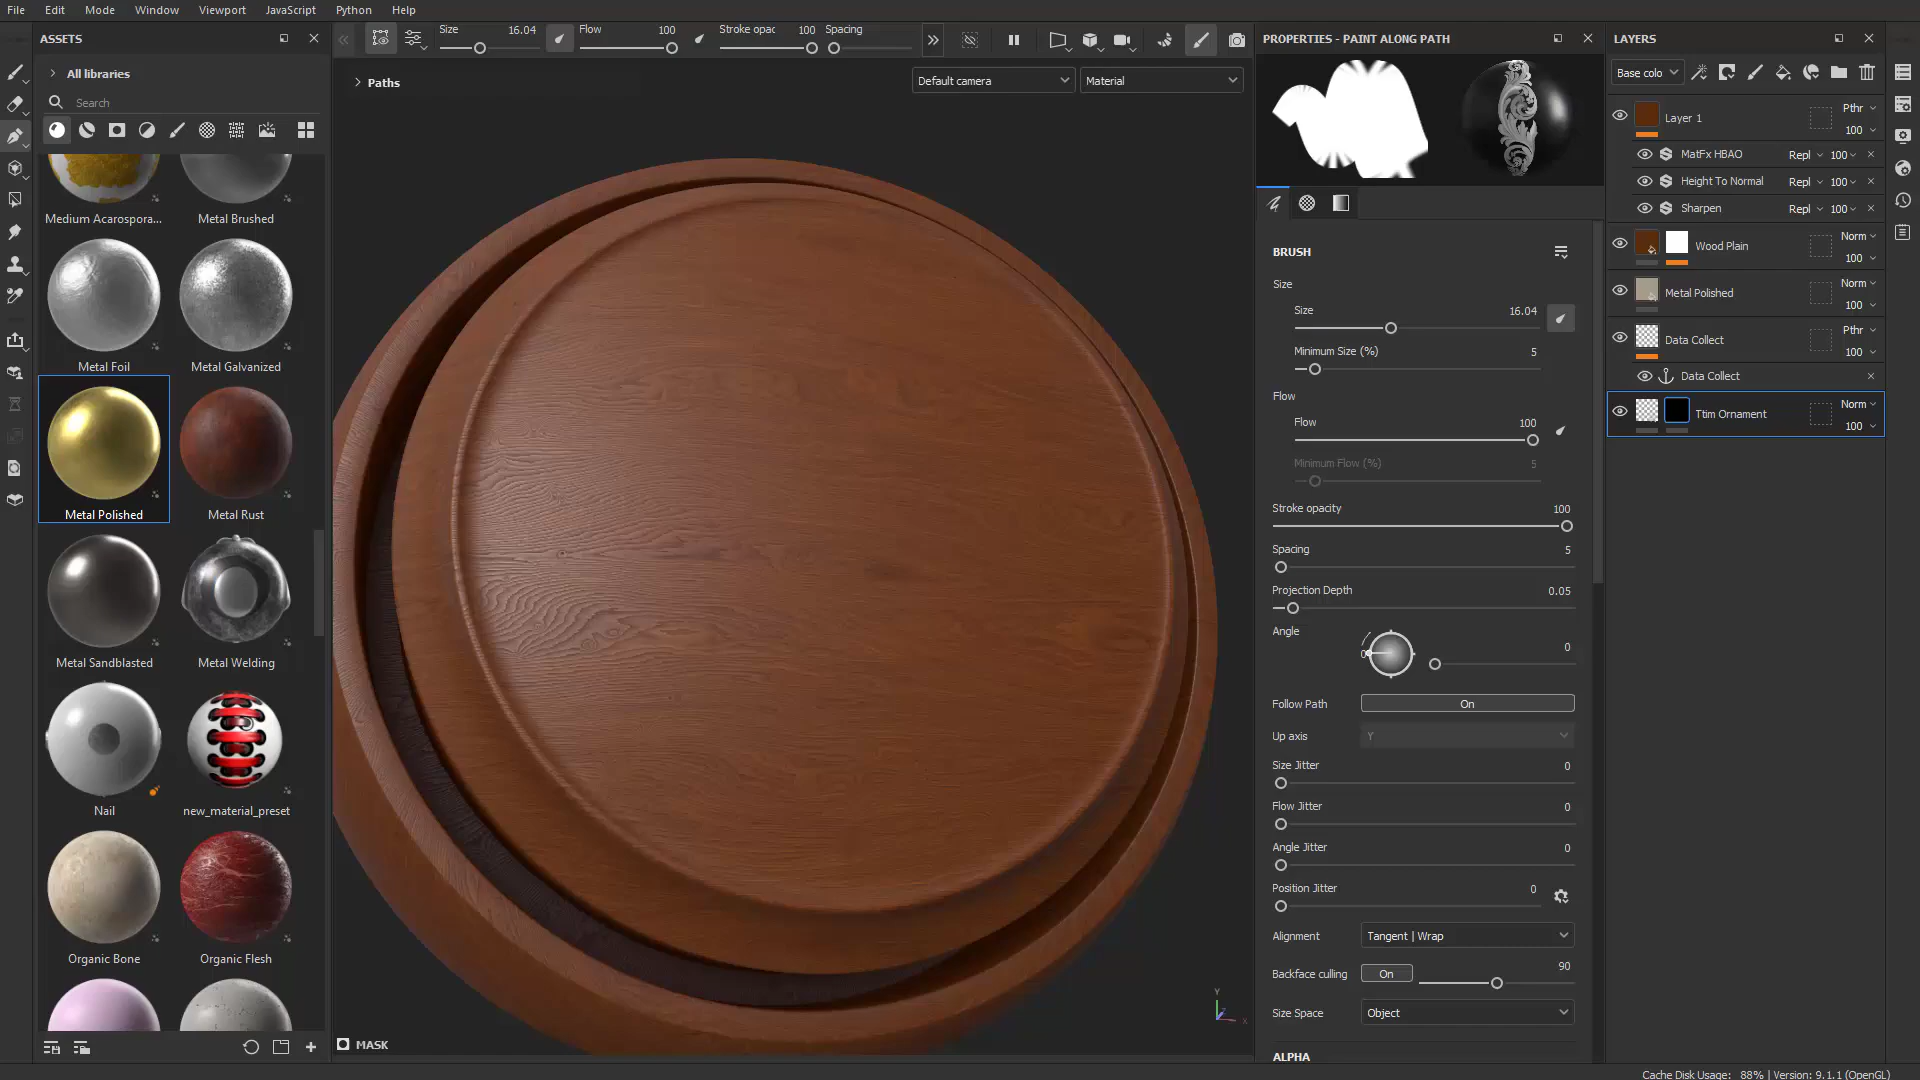 File Edit Mode Window Viewport JavaScript Python Help
ASSETS
All libraries
Search
Medium Acarospora...
Metal Brushed
Metal Foil
Metal Galvanized
Metal Polished
Metal Rust
Metal Sandblasted
Metal Welding
Nail
new_material_preset
Organic Bone
Organic Flesh
Size 16.04
Flow 100
Stroke opac 100
Spacing
Paths
Default camera
Material
MASK
Y
X
PROPERTIES - PAINT ALONG PATH
BRUSH
Size
Size 16.04
Minimum Size (%) 5
Flow
Flow 100
Minimum Flow (%) 5
Stroke opacity 100
Spacing 5
Projection Depth 0.05
Angle
0
0
Follow Path On
Up axis Y
Size Jitter 0
Flow Jitter 0
Angle Jitter 0
Position Jitter 0
Alignment Tangent | Wrap
Backface culling On 90
Size Space Object
ALPHA
LAYERS
Base colo
Layer 1 Pthr
100
MatFx HBAO Repl 100
Height To Normal Repl 100
Sharpen Repl 100
Wood Plain Norm
100
Metal Polished Norm
100
Data Collect Pthr
100
Data Collect
Ttim Ornament Norm
100
Cache Disk Usage: 88% | Version: 9.1.1 (OpenGL)